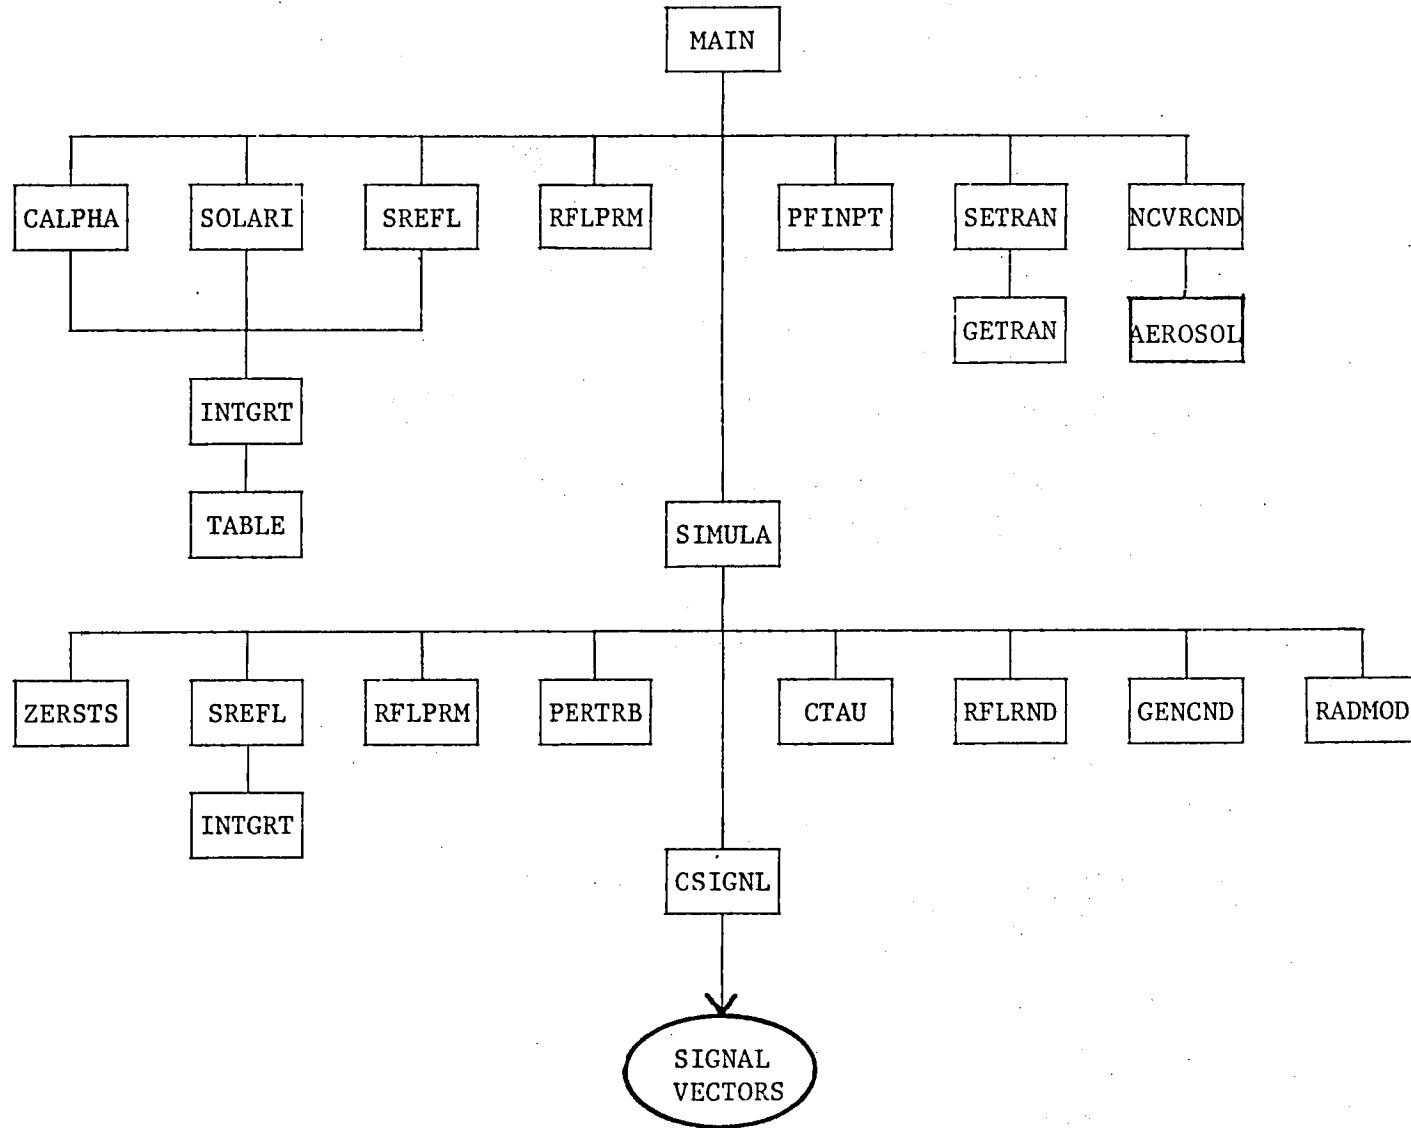 MAIN
CALPHA
SOLARI
SREFL
RFLPRM
PFINPT
SETRAN
NCVRCND
GETRAN
AEROSOL
INTGRT
TABLE
SIMULA
ZERSTS
SREFL
RFLPRM
PERTRB
CTAU
RFLRND
GENCND
RADMOD
INTGRT
CSIGNL
SIGNAL
VECTORS